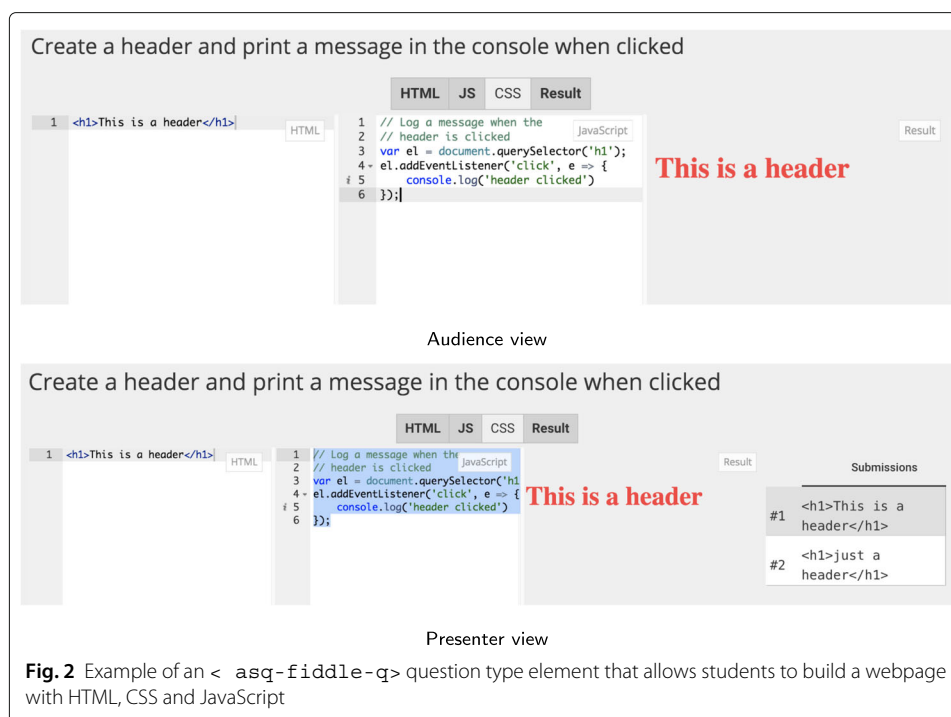 Create a header and print a message in the console when clicked
HTML JS CSS Result
1 <h1>This is a header</h1>
HTML
1 // Log a message when the
2 // header is clicked
3 var el = document.querySelector('h1');
4 el.addEventListener('click', e => {
i 5 console.log('header clicked')
6 });
JavaScript
Result
This is a header
Audience view
Create a header and print a message in the console when clicked
HTML JS CSS Result
1 <h1>This is a header</h1>
HTML
1 // Log a message when the
2 // header is clicked
3 var el = document.querySelector('h1
4 el.addEventListener('click', e => {
i 5 console.log('header clicked')
6 });
JavaScript
Result
This is a header
Submissions
#1 <h1>This is a
header</h1>
#2 <h1>just a
header</h1>
Presenter view
Fig. 2 Example of an < asq-fiddle-q> question type element that allows students to build a webpage
with HTML, CSS and JavaScript